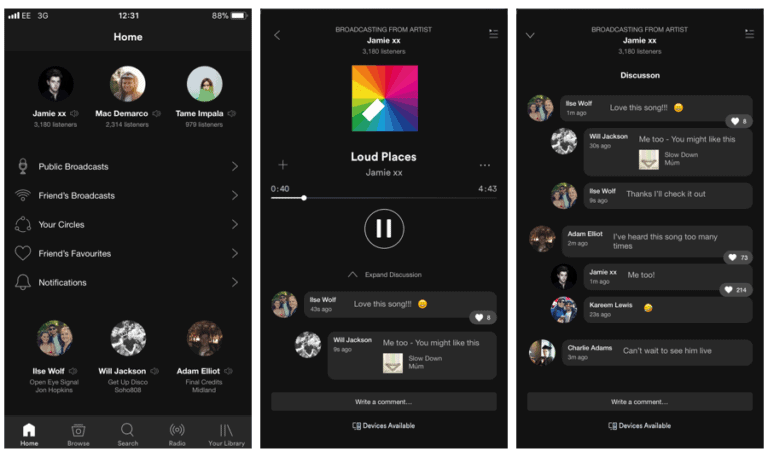 EE 3G 12:31 88%
Home
Jamie xx Mac Demarco Tame Impala
3,180 listeners 2,314 listeners 979 listeners
Public Broadcasts
Friend's Broadcasts
Your Circles
Friend's Favourites
Notifications
Ilse Wolf Will Jackson Adam Elliot
Open Eye Signal Get Up Disco Final Credits
Jon Hopkins Soho808 Midland
Home Browse Search Radio Your Library
BROADCASTING FROM ARTIST
Jamie xx
3,180 listeners
Loud Places
Jamie xx
0:40 4:43
Expand Discussion
Ilse Wolf Love this song!!! 😊
43s ago
8
Will Jackson Me too - You might like this
9s ago
Slow Down
Múm
Write a comment...
Devices Available
BROADCASTING FROM ARTIST
Jamie xx
3,180 listeners
Discusson
Ilse Wolf Love this song!!! 😊
1m ago
8
Will Jackson Me too - You might like this
30s ago
Slow Down
Múm
Ilse Wolf Thanks I'll check it out
9s ago
Adam Elliot I've heard this song too many
2m ago times
73
Jamie xx Me too!
1m ago
214
Kareem Lewis 😊
23s ago
Charlie Adams Can't wait to see him live
3m ago
Write a comment...
Devices Available